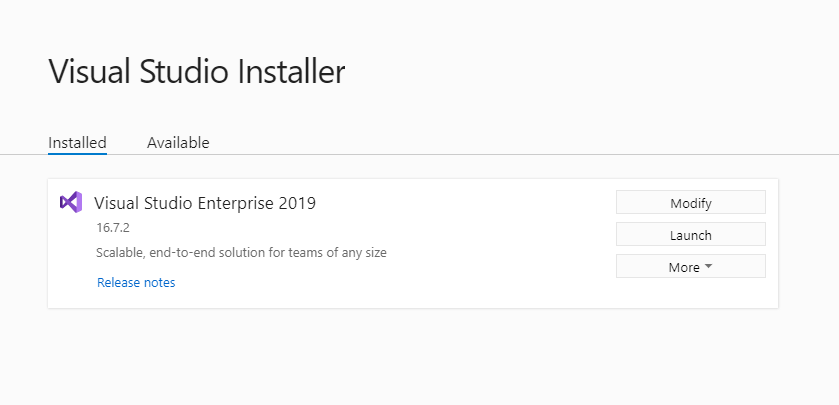 Visual Studio Installer
Installed Available
Visual Studio Enterprise 2019
16.7.2
Scalable, end-to-end solution for teams of any size
Release notes
Modify
Launch
More